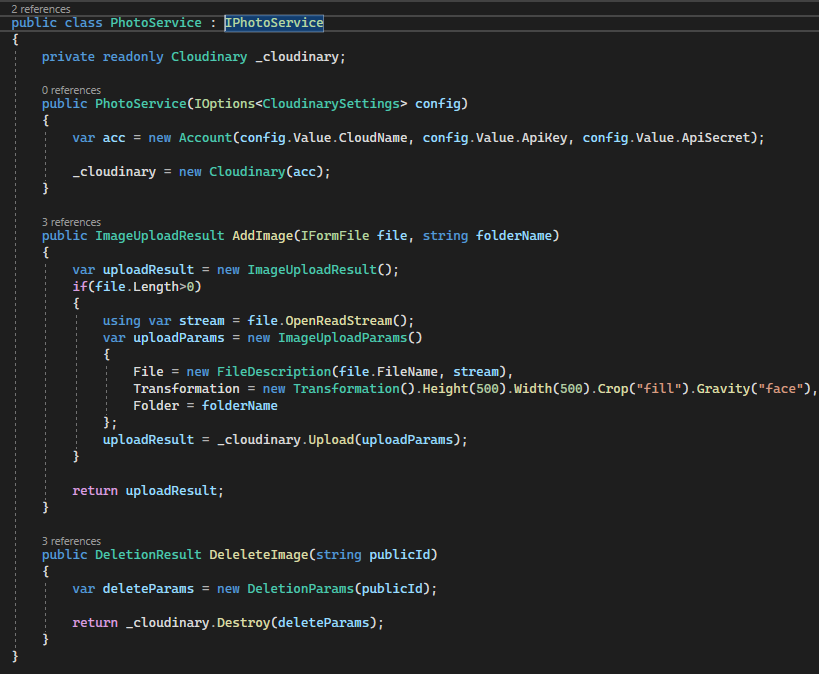 2 references
public class PhotoService : IPhotoService
{
private readonly Cloudinary _cloudinary;
0 references
public PhotoService(IOptions<CloudinarySettings> config)
{
var acc = new Account(config.Value.CloudName, config.Value.ApiKey, config.Value.ApiSecret);
_cloudinary = new Cloudinary(acc);
}
3 references
public ImageUploadResult AddImage(IFormFile file, string folderName)
{
var uploadResult = new ImageUploadResult();
if(file.Length>0)
{
using var stream = file.OpenReadStream();
var uploadParams = new ImageUploadParams()
{
File = new FileDescription(file.FileName, stream),
Transformation = new Transformation().Height(500).Width(500).Crop("fill").Gravity("face"),
Folder = folderName
};
uploadResult = _cloudinary.Upload(uploadParams);
}
return uploadResult;
}
3 references
public DeletionResult DeleleteImage(string publicId)
{
var deleteParams = new DeletionParams(publicId);
return _cloudinary.Destroy(deleteParams);
}
}